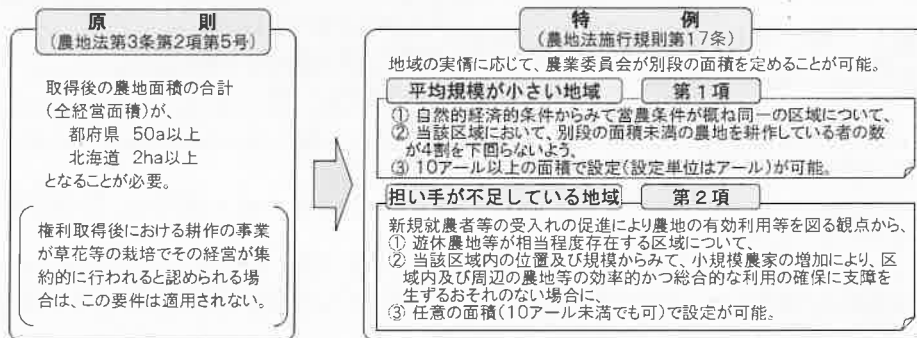 原　則
(農地法第3条第2項第5号)
取得後の農地面積の合計
(全経営面積)が、
都府県　50a以上
北海道　2ha以上
となることが必要。
権利取得後における耕作の事業
が草花等の栽培でその経営が集
約的に行われると認められる場
合は、この要件は適用されない。
特　例
(農地法施行規則第17条)
地域の実情に応じて、農業委員会が別段の面積を定めることが可能。
平均規模が小さい地域　第1項
① 自然的経済的条件からみて営農条件が概ね同一の区域について、
② 当該区域において、別段の面積未満の農地を耕作している者の数
が4割を下回らないよう、
③ 10アール以上の面積で設定(設定単位はアール)が可能。
担い手が不足している地域　第2項
新規就農者等の受入れの促進により農地の有効利用等を図る観点から、
① 遊休農地等が相当程度存在する区域について、
② 当該区域内の位置及び規模からみて、小規模農家の増加により、区
域内及び周辺の農地等の効率的かつ総合的な利用の確保に支障を
生ずるおそれのない場合に、
③ 任意の面積(10アール未満でも可)で設定が可能。